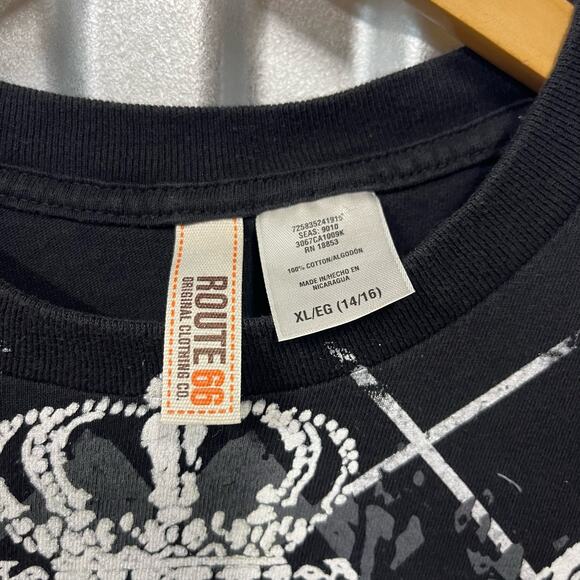 ROUTE 66
ORIGINAL CLOTHING CO.
725835241915
SEAS: 9010
3067CA1009K
RN 18853
100% COTTON/ALGODÓN
MADE IN/HECHO EN
NICARAGUA
XL/EG (14/16)